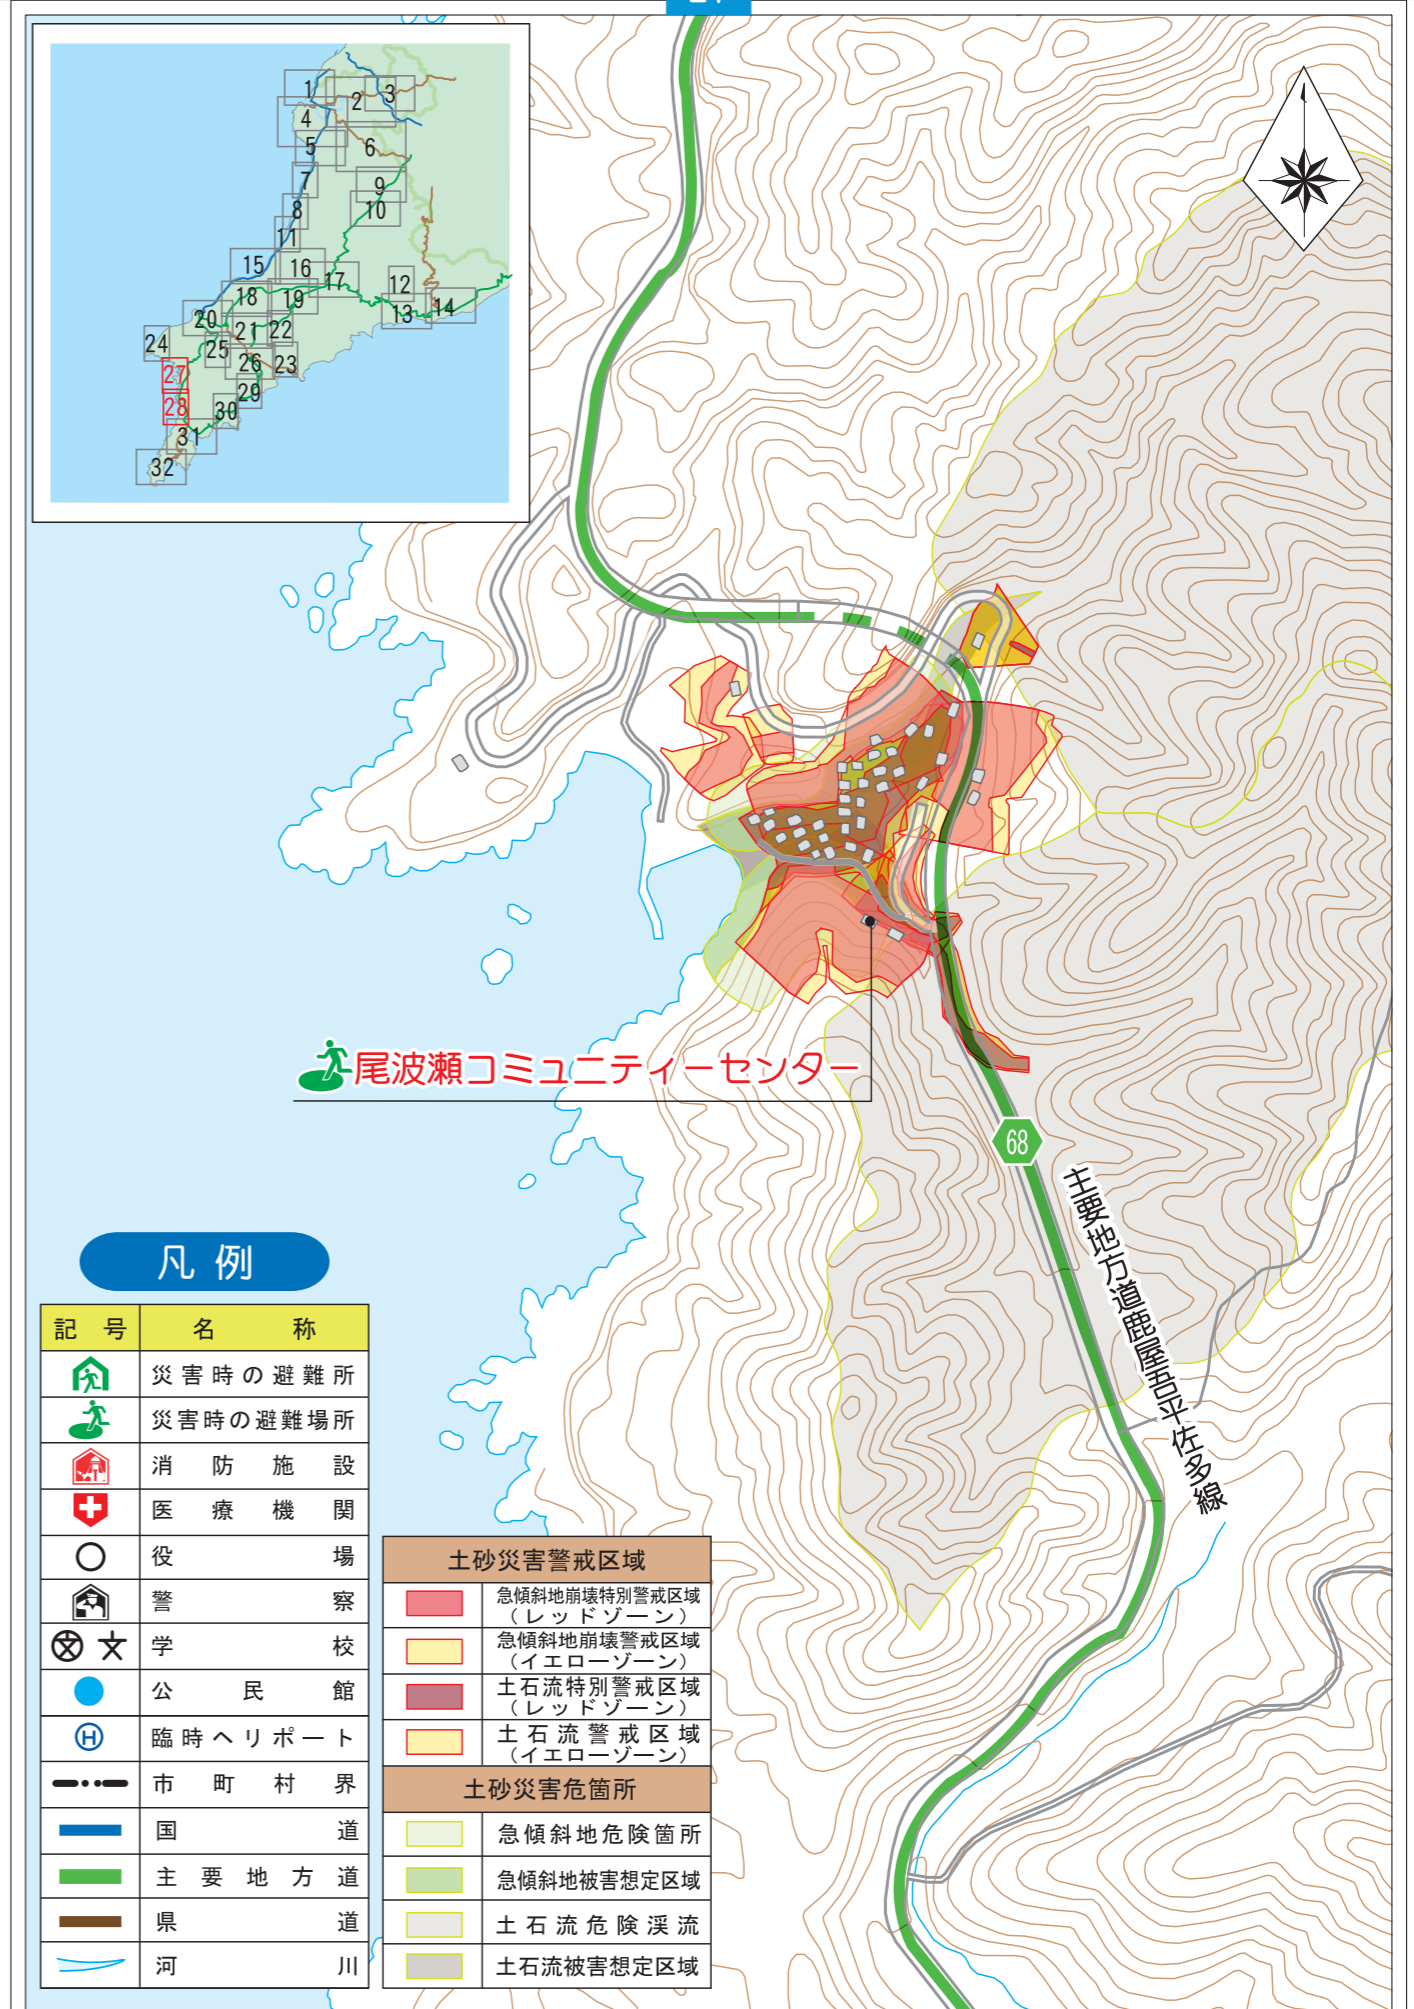 1
2
3
4
5
6
7
8
9
10
11
12
13
14
15
16
17
18
19
20
21
22
23
24
25
26
27
28
29
30
31
32
尾波瀬コミュニティーセンター
68
主要地方道鹿屋吾平佐多線
凡例
記号 名称
災害時の避難所
災害時の避難場所
消防施設
医療機関
役場
警察
学校
公民館
H 臨時ヘリポート
市町村界
国道
主要地方道
県道
河川
土砂災害警戒区域
急傾斜地崩壊特別警戒区域
(レッドゾーン)
急傾斜地崩壊警戒区域
(イエローゾーン)
土石流特別警戒区域
(レッドゾーン)
土石流警戒区域
(イエローゾーン)
土砂災害危箇所
急傾斜地危険箇所
急傾斜地被害想定区域
土石流危険渓流
土石流被害想定区域